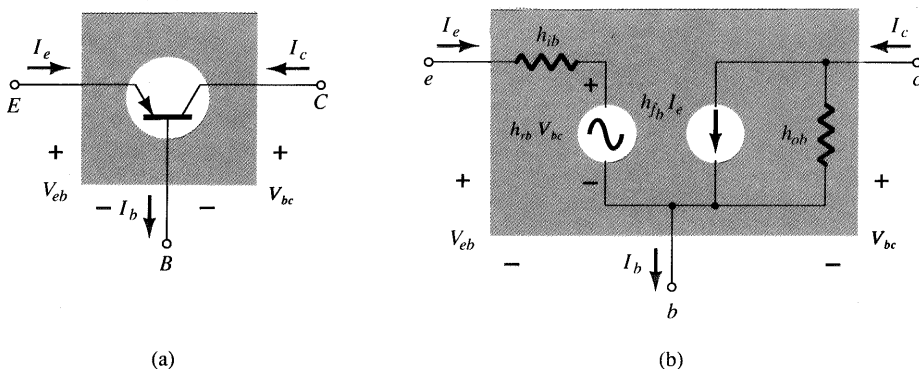 I_e
I_c
E
C
+
+
V_eb
V_bc
−
I_b
−
B
(a)
I_e
h_ib
I_c
e
c
+
h_rb V_bc
h_fb I_e
h_ob
−
+
+
V_eb
V_bc
−
I_b
−
b
(b)